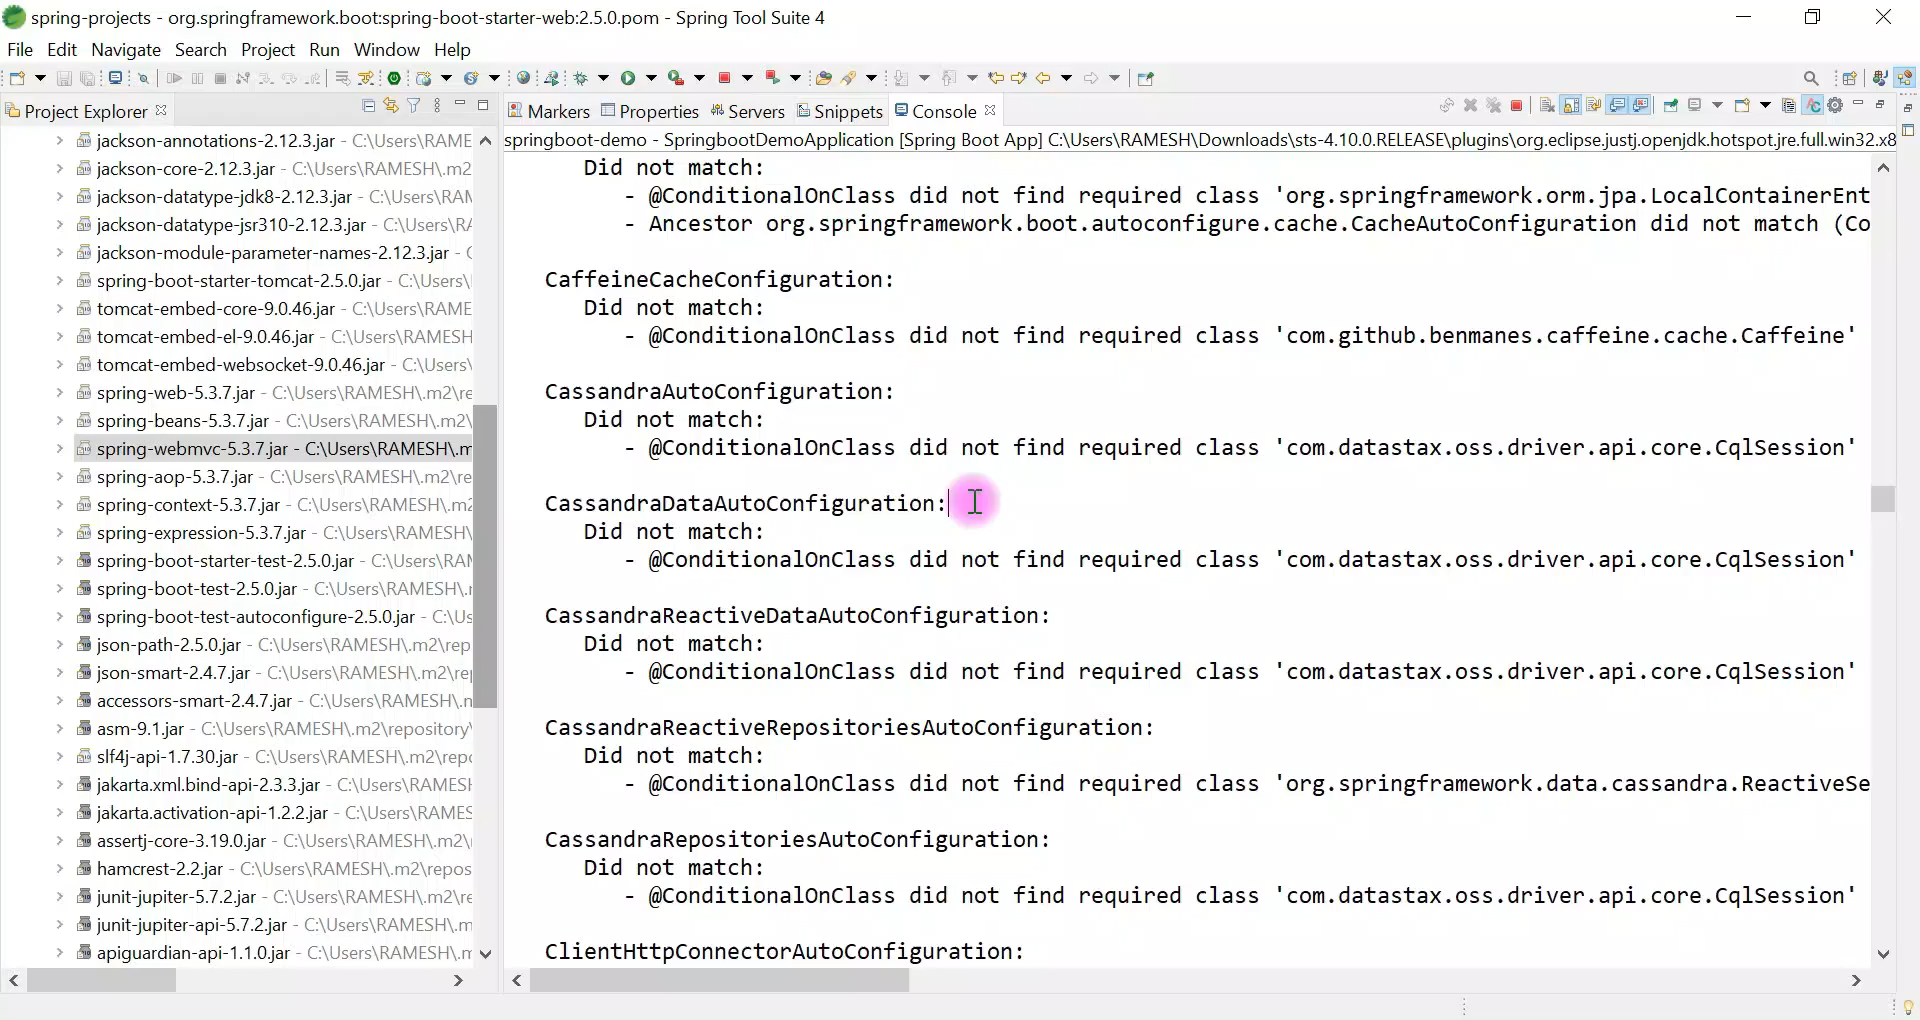 spring-projects - org.springframework.boot:spring-boot-starter-web:2.5.0.pom - Spring Tool Suite 4
File Edit Navigate Search Project Run Window Help
Project Explorer
jackson-annotations-2.12.3.jar - C:\Users\RAME
jackson-core-2.12.3.jar - C:\Users\RAMESH\.m2
jackson-datatype-jdk8-2.12.3.jar - C:\Users\RAM
jackson-datatype-jsr310-2.12.3.jar - C:\Users\RA
jackson-module-parameter-names-2.12.3.jar - C
spring-boot-starter-tomcat-2.5.0.jar - C:\Users\
tomcat-embed-core-9.0.46.jar - C:\Users\RAME
tomcat-embed-el-9.0.46.jar - C:\Users\RAMESH
tomcat-embed-websocket-9.0.46.jar - C:\Users\
spring-web-5.3.7.jar - C:\Users\RAMESH\.m2\re
spring-beans-5.3.7.jar - C:\Users\RAMESH\.m2\
spring-webmvc-5.3.7.jar - C:\Users\RAMESH\.m
spring-aop-5.3.7.jar - C:\Users\RAMESH\.m2\re
spring-context-5.3.7.jar - C:\Users\RAMESH\.m2
spring-expression-5.3.7.jar - C:\Users\RAMESH\
spring-boot-starter-test-2.5.0.jar - C:\Users\RAM
spring-boot-test-2.5.0.jar - C:\Users\RAMESH\.
spring-boot-test-autoconfigure-2.5.0.jar - C:\Us
json-path-2.5.0.jar - C:\Users\RAMESH\.m2\rep
json-smart-2.4.7.jar - C:\Users\RAMESH\.m2\re
accessors-smart-2.4.7.jar - C:\Users\RAMESH\.m
asm-9.1.jar - C:\Users\RAMESH\.m2\repository\
slf4j-api-1.7.30.jar - C:\Users\RAMESH\.m2\repo
jakarta.xml.bind-api-2.3.3.jar - C:\Users\RAMESH
jakarta.activation-api-1.2.2.jar - C:\Users\RAMES
assertj-core-3.19.0.jar - C:\Users\RAMESH\.m2\
hamcrest-2.2.jar - C:\Users\RAMESH\.m2\repos
junit-jupiter-5.7.2.jar - C:\Users\RAMESH\.m2\re
junit-jupiter-api-5.7.2.jar - C:\Users\RAMESH\.m
apiguardian-api-1.1.0.jar - C:\Users\RAMESH\.m
Markers Properties Servers Snippets Console
springboot-demo - SpringbootDemoApplication [Spring Boot App] C:\Users\RAMESH\Downloads\sts-4.10.0.RELEASE\plugins\org.eclipse.justj.openjdk.hotspot.jre.full.win32.x8
Did not match:
- @ConditionalOnClass did not find required class 'org.springframework.orm.jpa.LocalContainerEnt
- Ancestor org.springframework.boot.autoconfigure.cache.CacheAutoConfiguration did not match (Co
CaffeineCacheConfiguration:
Did not match:
- @ConditionalOnClass did not find required class 'com.github.benmanes.caffeine.cache.Caffeine'
CassandraAutoConfiguration:
Did not match:
- @ConditionalOnClass did not find required class 'com.datastax.oss.driver.api.core.CqlSession'
CassandraDataAutoConfiguration:
Did not match:
- @ConditionalOnClass did not find required class 'com.datastax.oss.driver.api.core.CqlSession'
CassandraReactiveDataAutoConfiguration:
Did not match:
- @ConditionalOnClass did not find required class 'com.datastax.oss.driver.api.core.CqlSession'
CassandraReactiveRepositoriesAutoConfiguration:
Did not match:
- @ConditionalOnClass did not find required class 'org.springframework.data.cassandra.ReactiveSe
CassandraRepositoriesAutoConfiguration:
Did not match:
- @ConditionalOnClass did not find required class 'com.datastax.oss.driver.api.core.CqlSession'
ClientHttpConnectorAutoConfiguration: